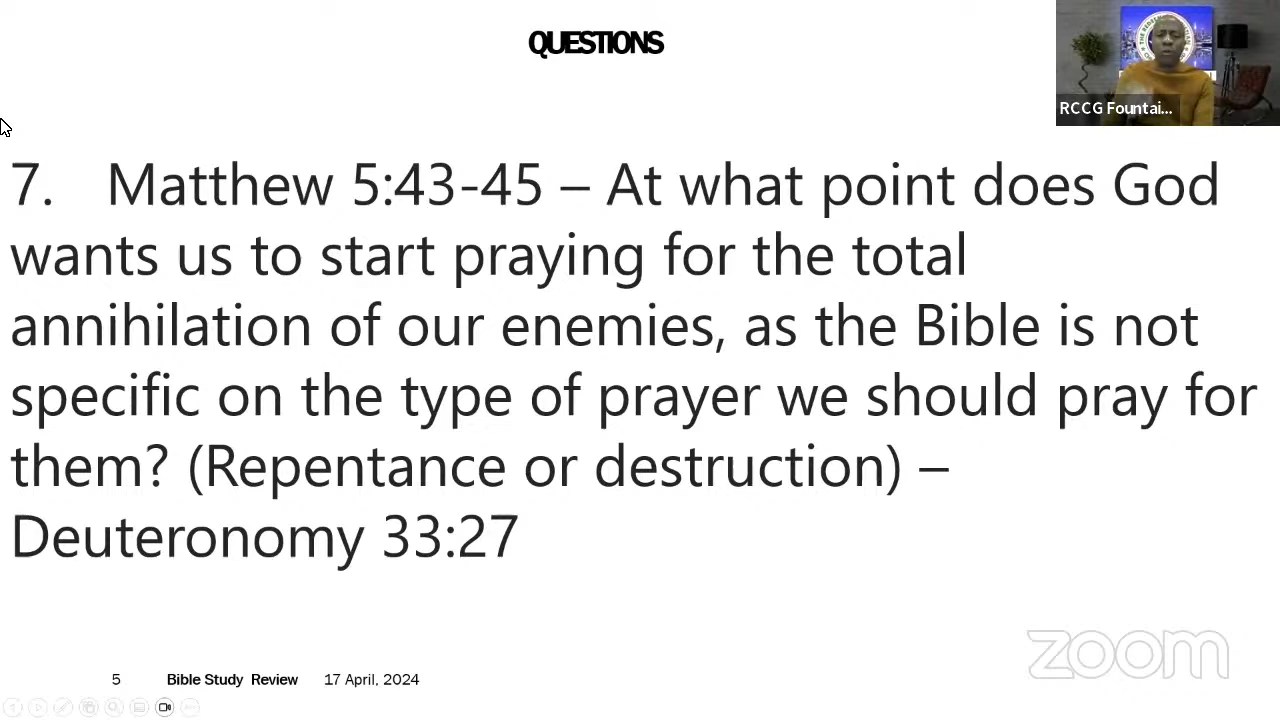 QUESTIONS
RCCG Fountai...
7. Matthew 5:43-45 – At what point does God
wants us to start praying for the total
annihilation of our enemies, as the Bible is not
specific on the type of prayer we should pray for
them? (Repentance or destruction) –
Deuteronomy 33:27
zoom
5 Bible Study Review 17 April, 2024